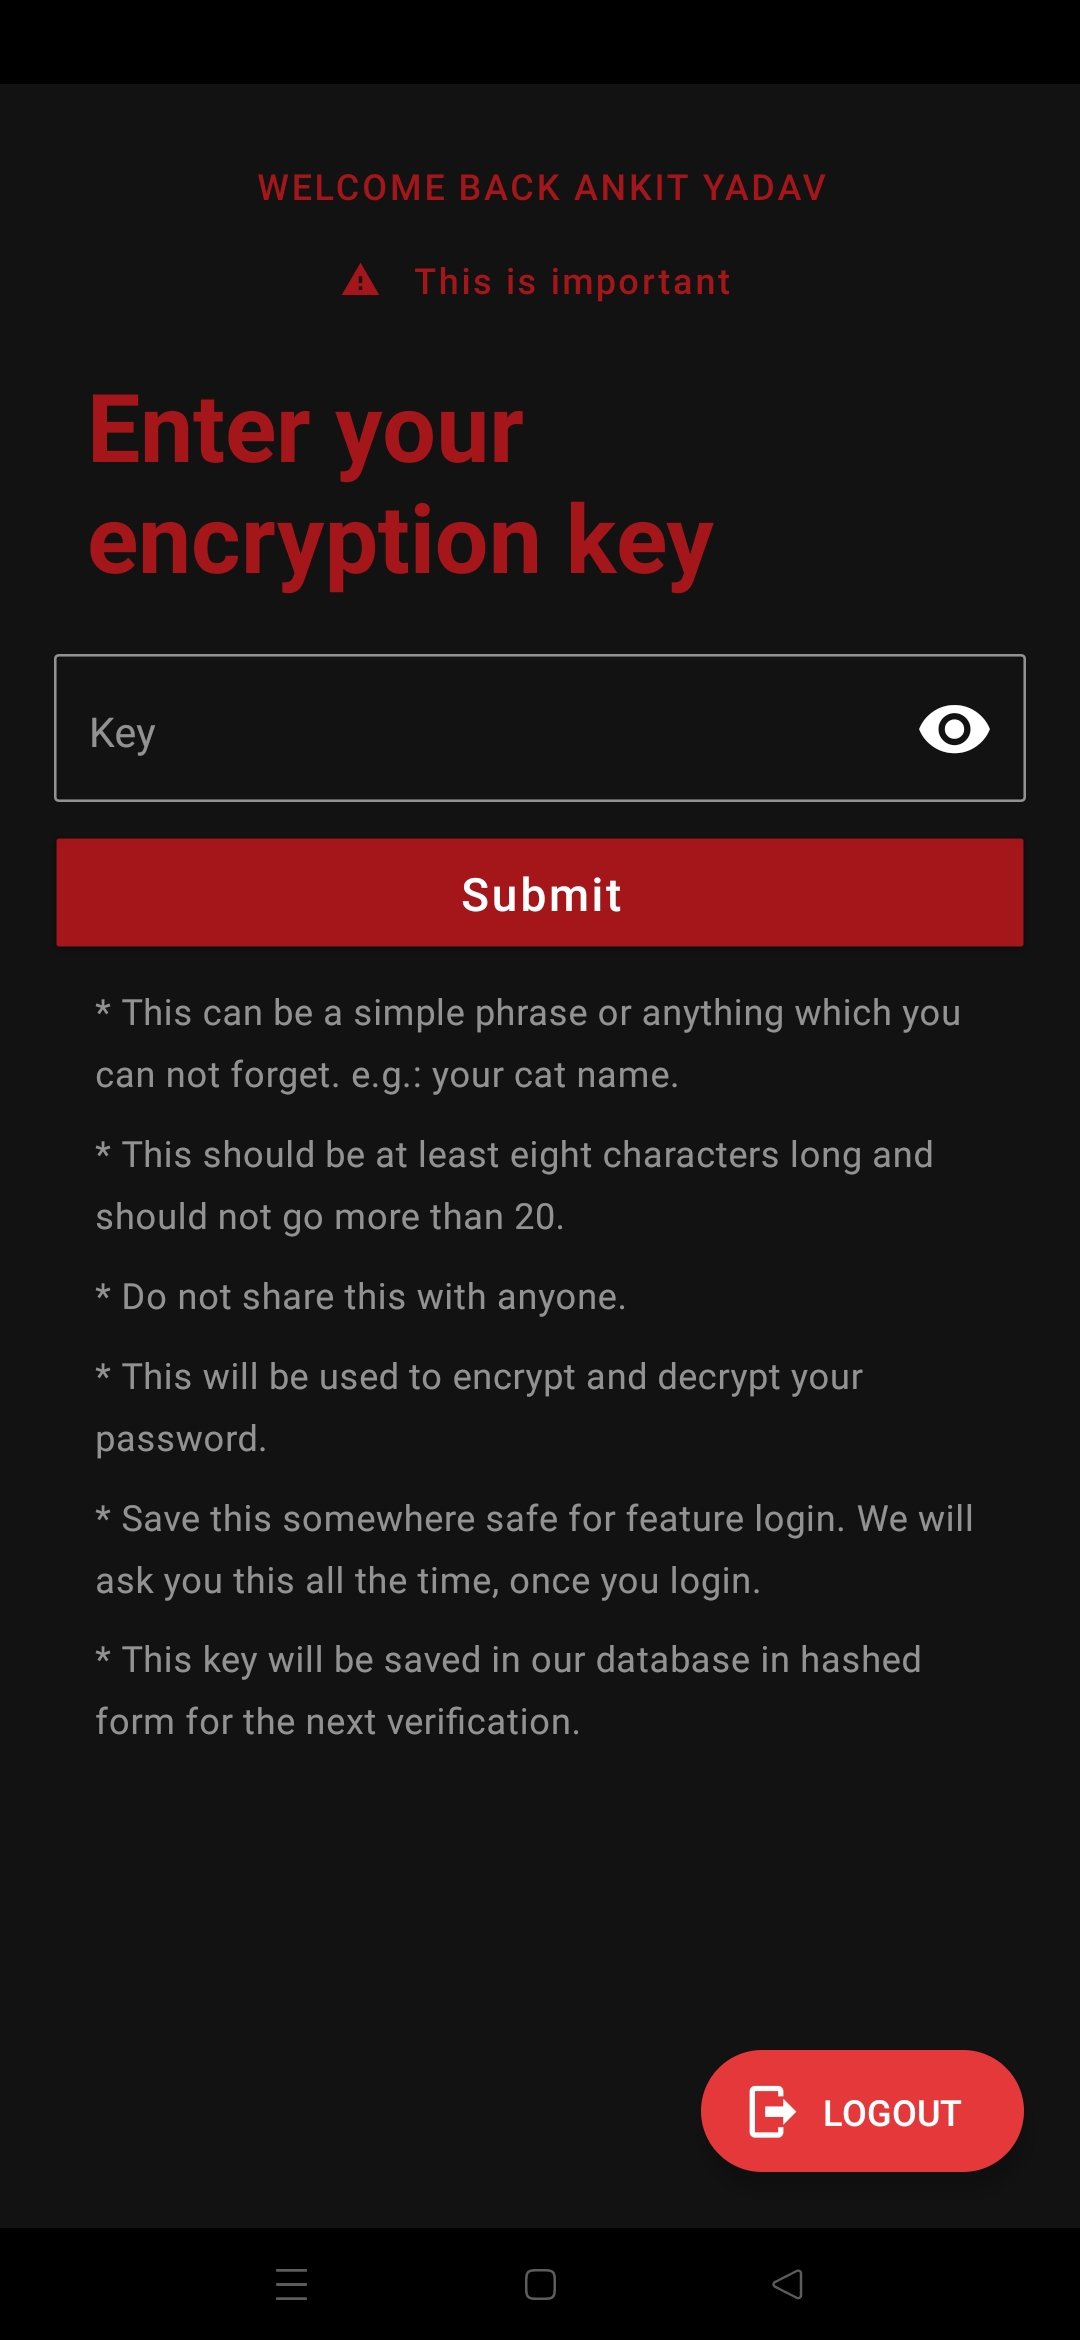 WELCOME BACK ANKIT YADAV
This is important
Enter your
encryption key
Key
Submit
* This can be a simple phrase or anything which you
can not forget. e.g.: your cat name.
* This should be at least eight characters long and
should not go more than 20.
* Do not share this with anyone.
* This will be used to encrypt and decrypt your
password.
* Save this somewhere safe for feature login. We will
ask you this all the time, once you login.
* This key will be saved in our database in hashed
form for the next verification.
LOGOUT